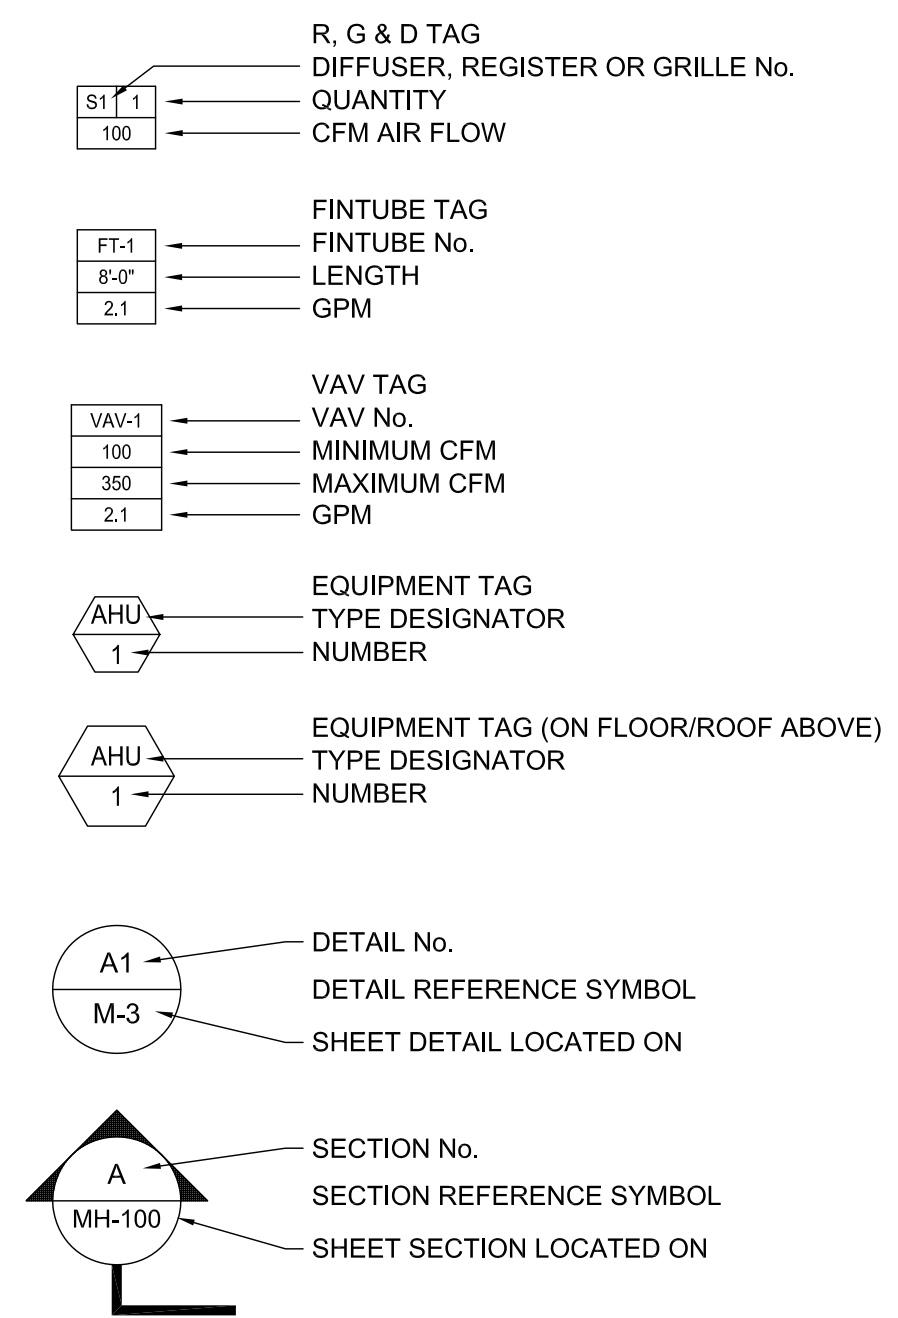 R, G & D TAG
DIFFUSER, REGISTER OR GRILLE No.
S1 1 QUANTITY
100 CFM AIR FLOW
FINTUBE TAG
FT-1 FINTUBE No.
8'-0" LENGTH
2.1 GPM
VAV TAG
VAV-1 VAV No.
100 MINIMUM CFM
350 MAXIMUM CFM
2.1 GPM
EQUIPMENT TAG
AHU TYPE DESIGNATOR
1 NUMBER
EQUIPMENT TAG (ON FLOOR/ROOF ABOVE)
AHU TYPE DESIGNATOR
1 NUMBER
DETAIL No.
A1
DETAIL REFERENCE SYMBOL
M-3
SHEET DETAIL LOCATED ON
SECTION No.
A
SECTION REFERENCE SYMBOL
MH-100
SHEET SECTION LOCATED ON